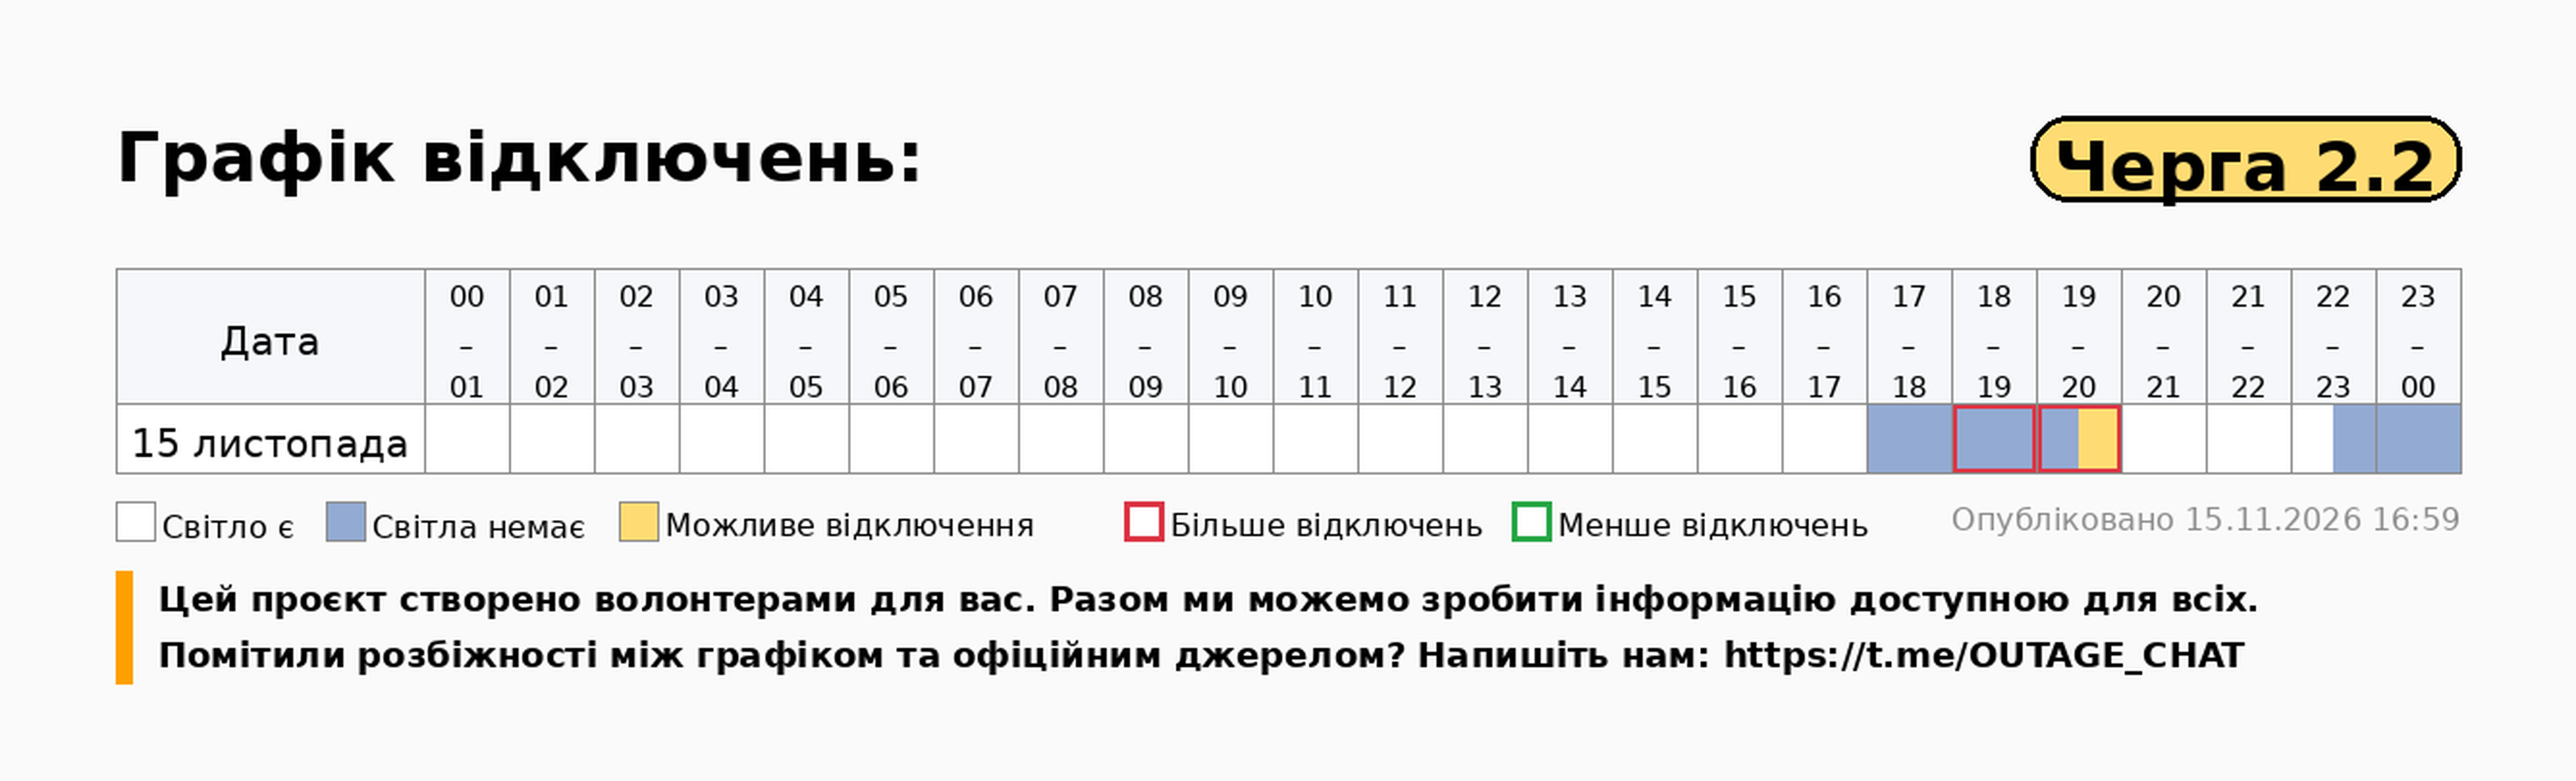 Графік відключень:
Черга 2.2
Дата 00 – 01 01 – 02 02 – 03 03 – 04 04 – 05 05 – 06 06 – 07 07 – 08 08 – 09 09 – 10 10 – 11 11 – 12 12 – 13 13 – 14 14 – 15 15 – 16 16 – 17 17 – 18 18 – 19 19 – 20 20 – 21 21 – 22 22 – 23 23 – 00
15 листопада
Світло є Світла немає Можливе відключення Більше відключень Менше відключень Опубліковано 15.11.2026 16:59
Цей проєкт створено волонтерами для вас. Разом ми можемо зробити інформацію доступною для всіх.
Помітили розбіжності між графіком та офіційним джерелом? Напишіть нам: https://t.me/OUTAGE_CHAT